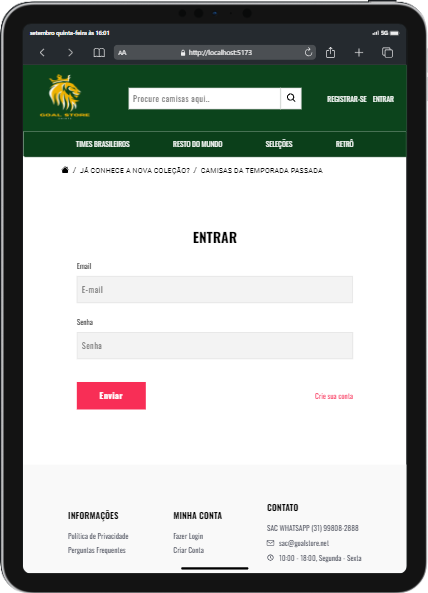 setembro quinta-feira às 16:01
5G
AA http://localhost:5173
GOAL STORE
Procure camisas aqui...
REGISTRAR-SE ENTRAR
TIMES BRASILEIROS RESTO DO MUNDO SELEÇÕES RETRÔ
/ JÁ CONHECE A NOVA COLEÇÃO? / CAMISAS DA TEMPORADA PASSADA
ENTRAR
Email
E-mail
Senha
Senha
Enviar
Crie sua conta
INFORMAÇÕES
Política de Privacidade
Perguntas Frequentes
MINHA CONTA
Fazer Login
Criar Conta
CONTATO
SAC WHATSAPP (31) 99808-2888
sac@goalstore.net
10:00 - 18:00, Segunda - Sexta